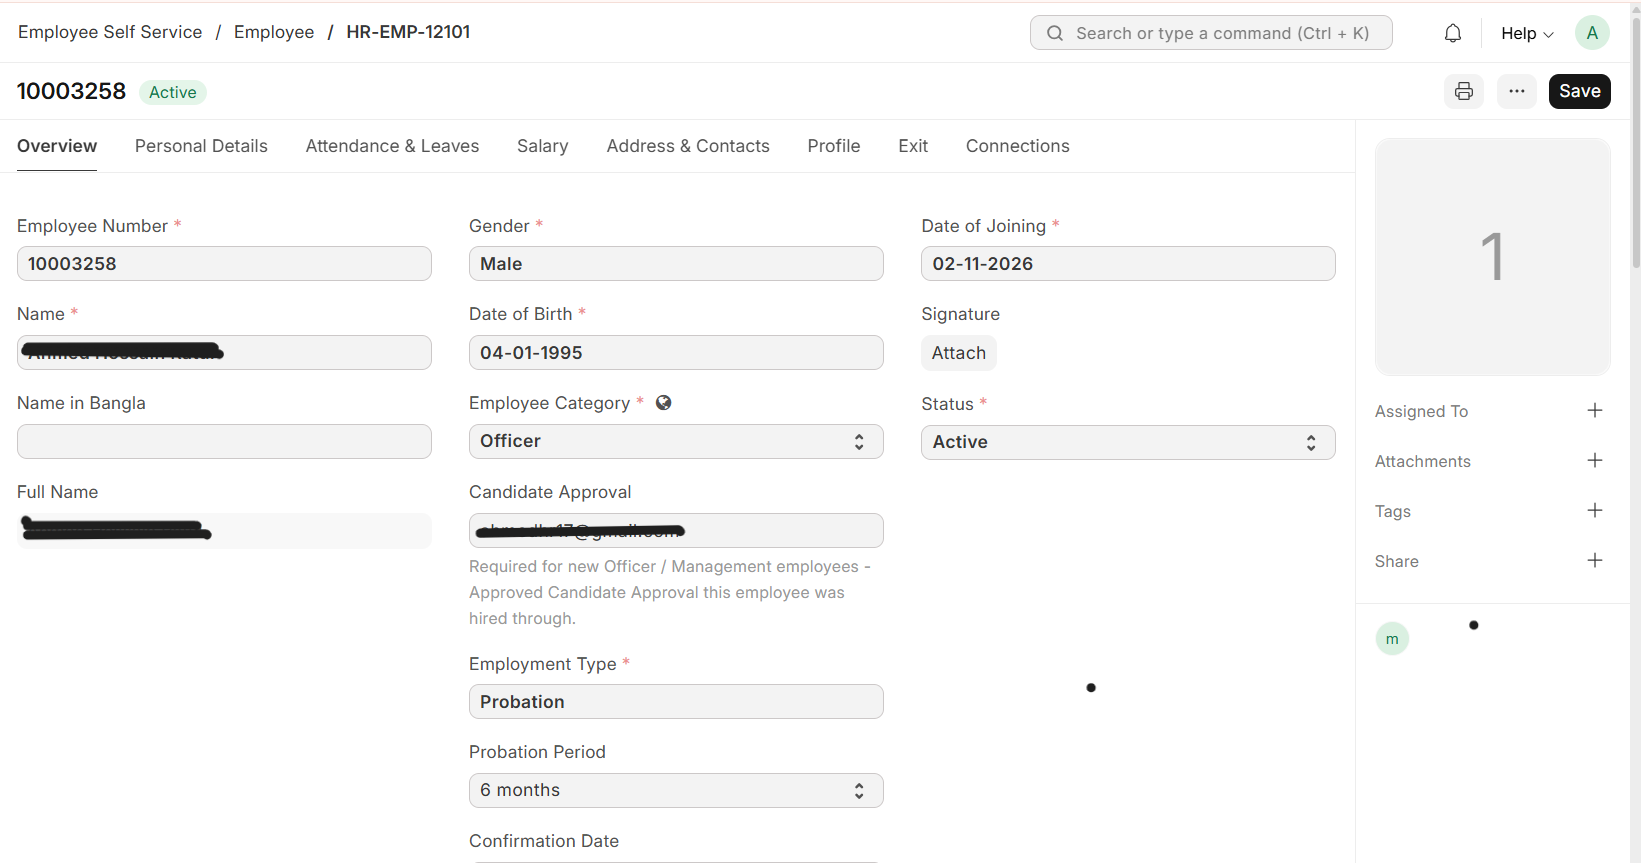 Employee Self Service / Employee / HR-EMP-12101
Search or type a command (Ctrl + K)
Help
A
10003258
Active
Save
Overview
Personal Details
Attendance & Leaves
Salary
Address & Contacts
Profile
Exit
Connections
Employee Number *
10003258
Name *
Name in Bangla
Full Name
Gender *
Male
Date of Birth *
04-01-1995
Employee Category *
Officer
Candidate Approval
Required for new Officer / Management employees -
Approved Candidate Approval this employee was
hired through.
Employment Type *
Probation
Probation Period
6 months
Confirmation Date
Date of Joining *
02-11-2026
Signature
Attach
Status *
Active
1
Assigned To
Attachments
Tags
Share
m